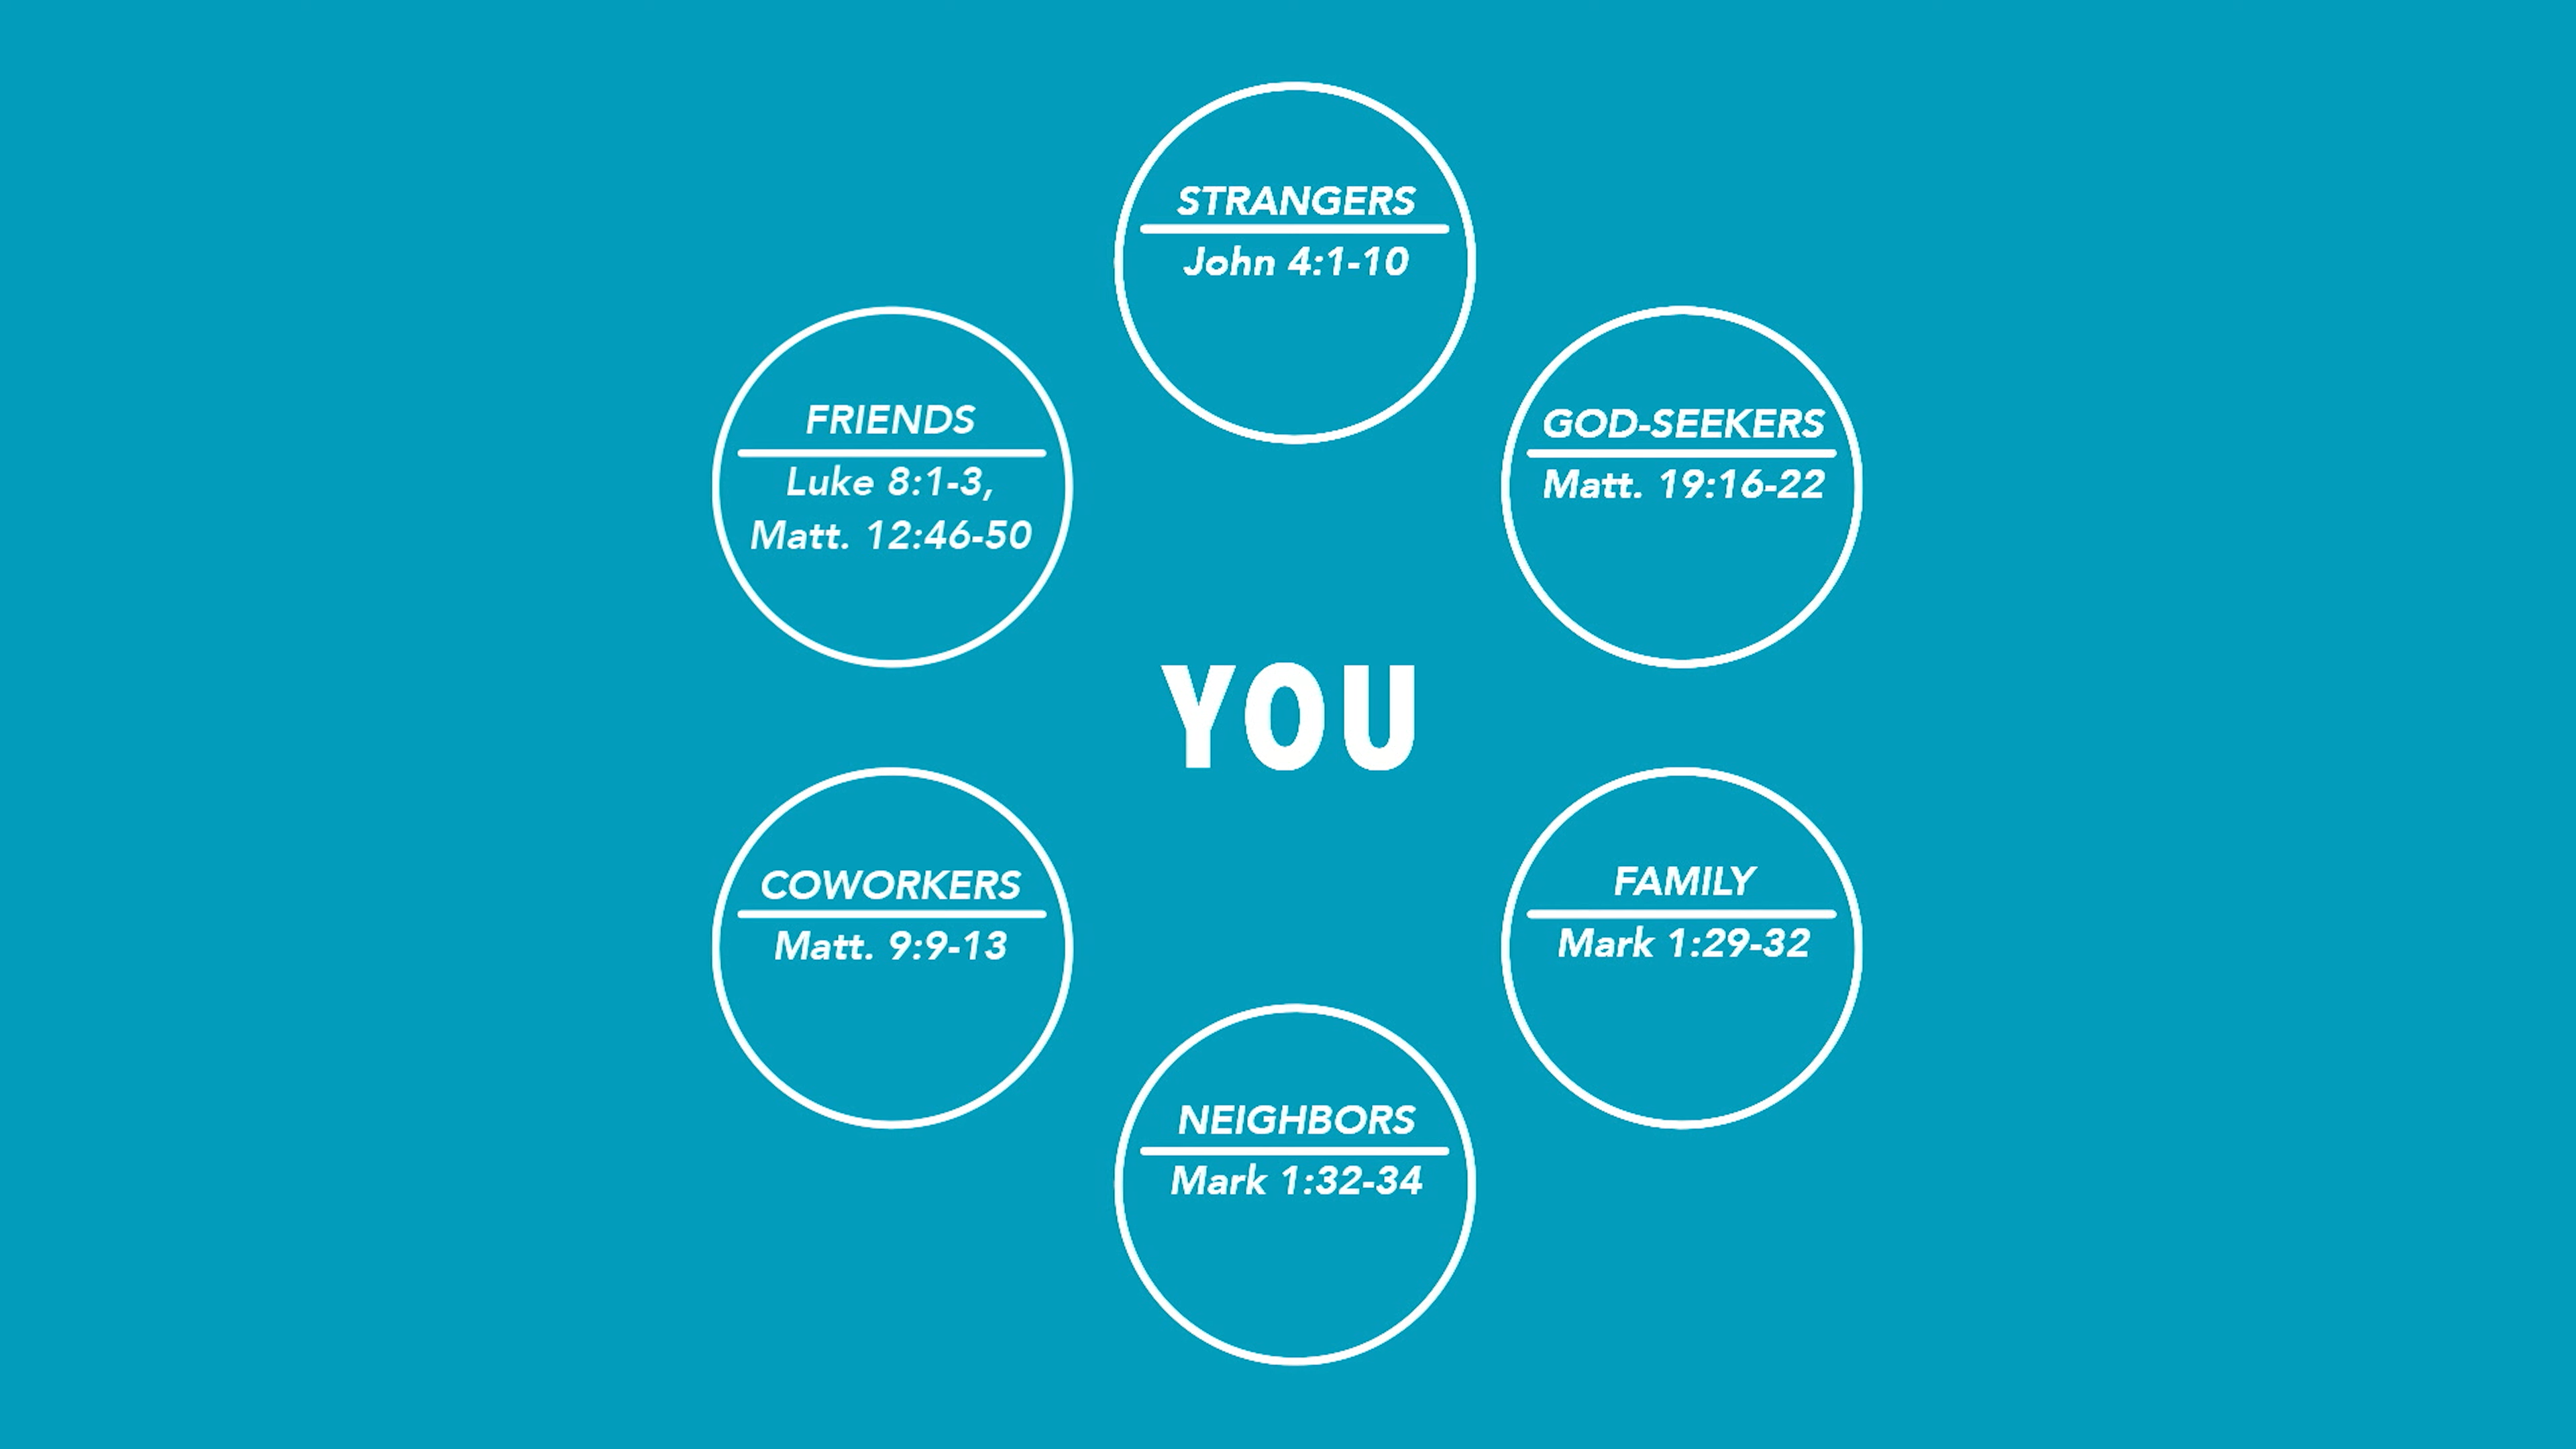 STRANGERS
John 4:1-10
FRIENDS
Luke 8:1-3,
Matt. 12:46-50
GOD-SEEKERS
Matt. 19:16-22
YOU
COWORKERS
Matt. 9:9-13
FAMILY
Mark 1:29-32
NEIGHBORS
Mark 1:32-34